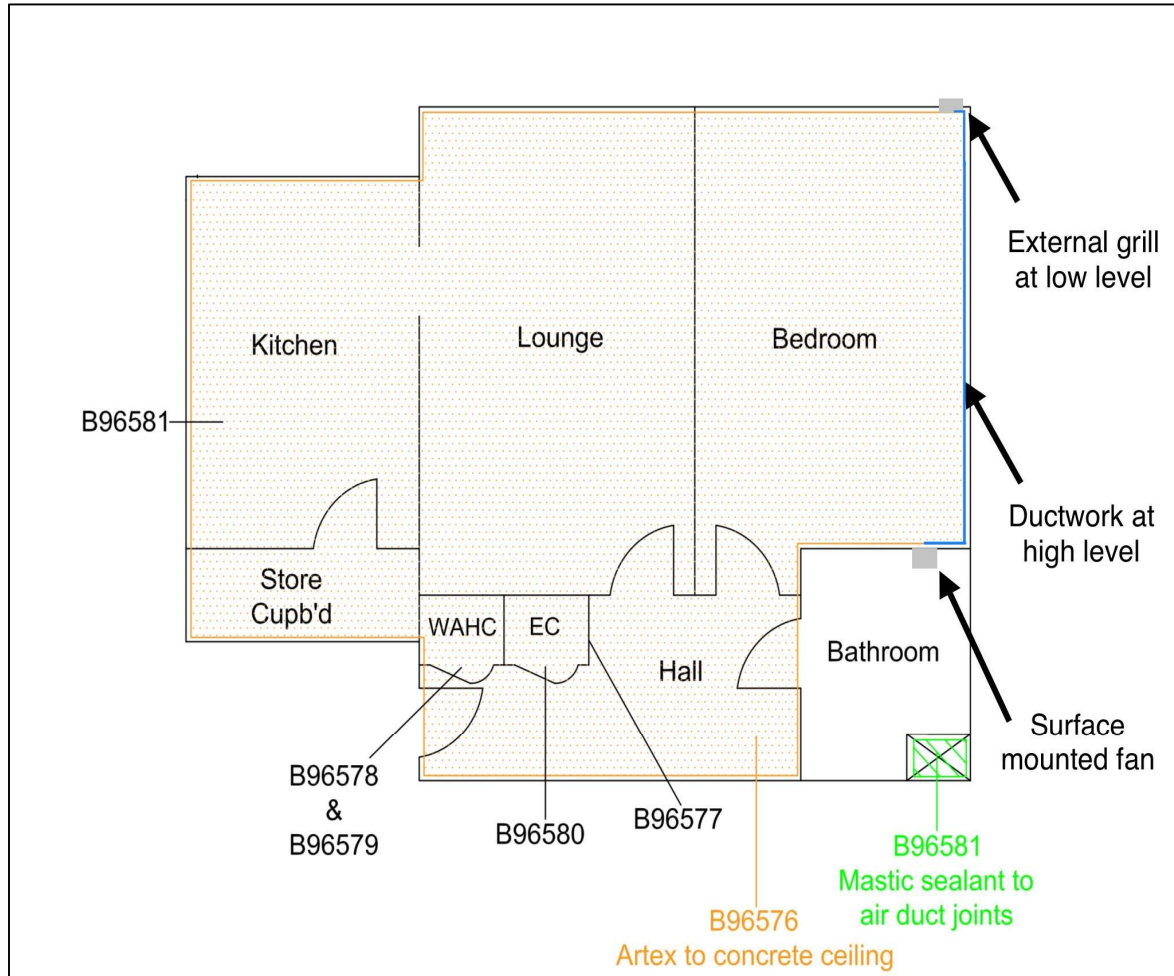 External grill
at low level
Kitchen
Lounge
Bedroom
B96581
Ductwork at
high level
Store
Cupb'd
WAHC
EC
Hall
Bathroom
Surface
mounted fan
B96578
&
B96579
B96580
B96577
B96581
Mastic sealant to
air duct joints
B96576
Artex to concrete ceiling